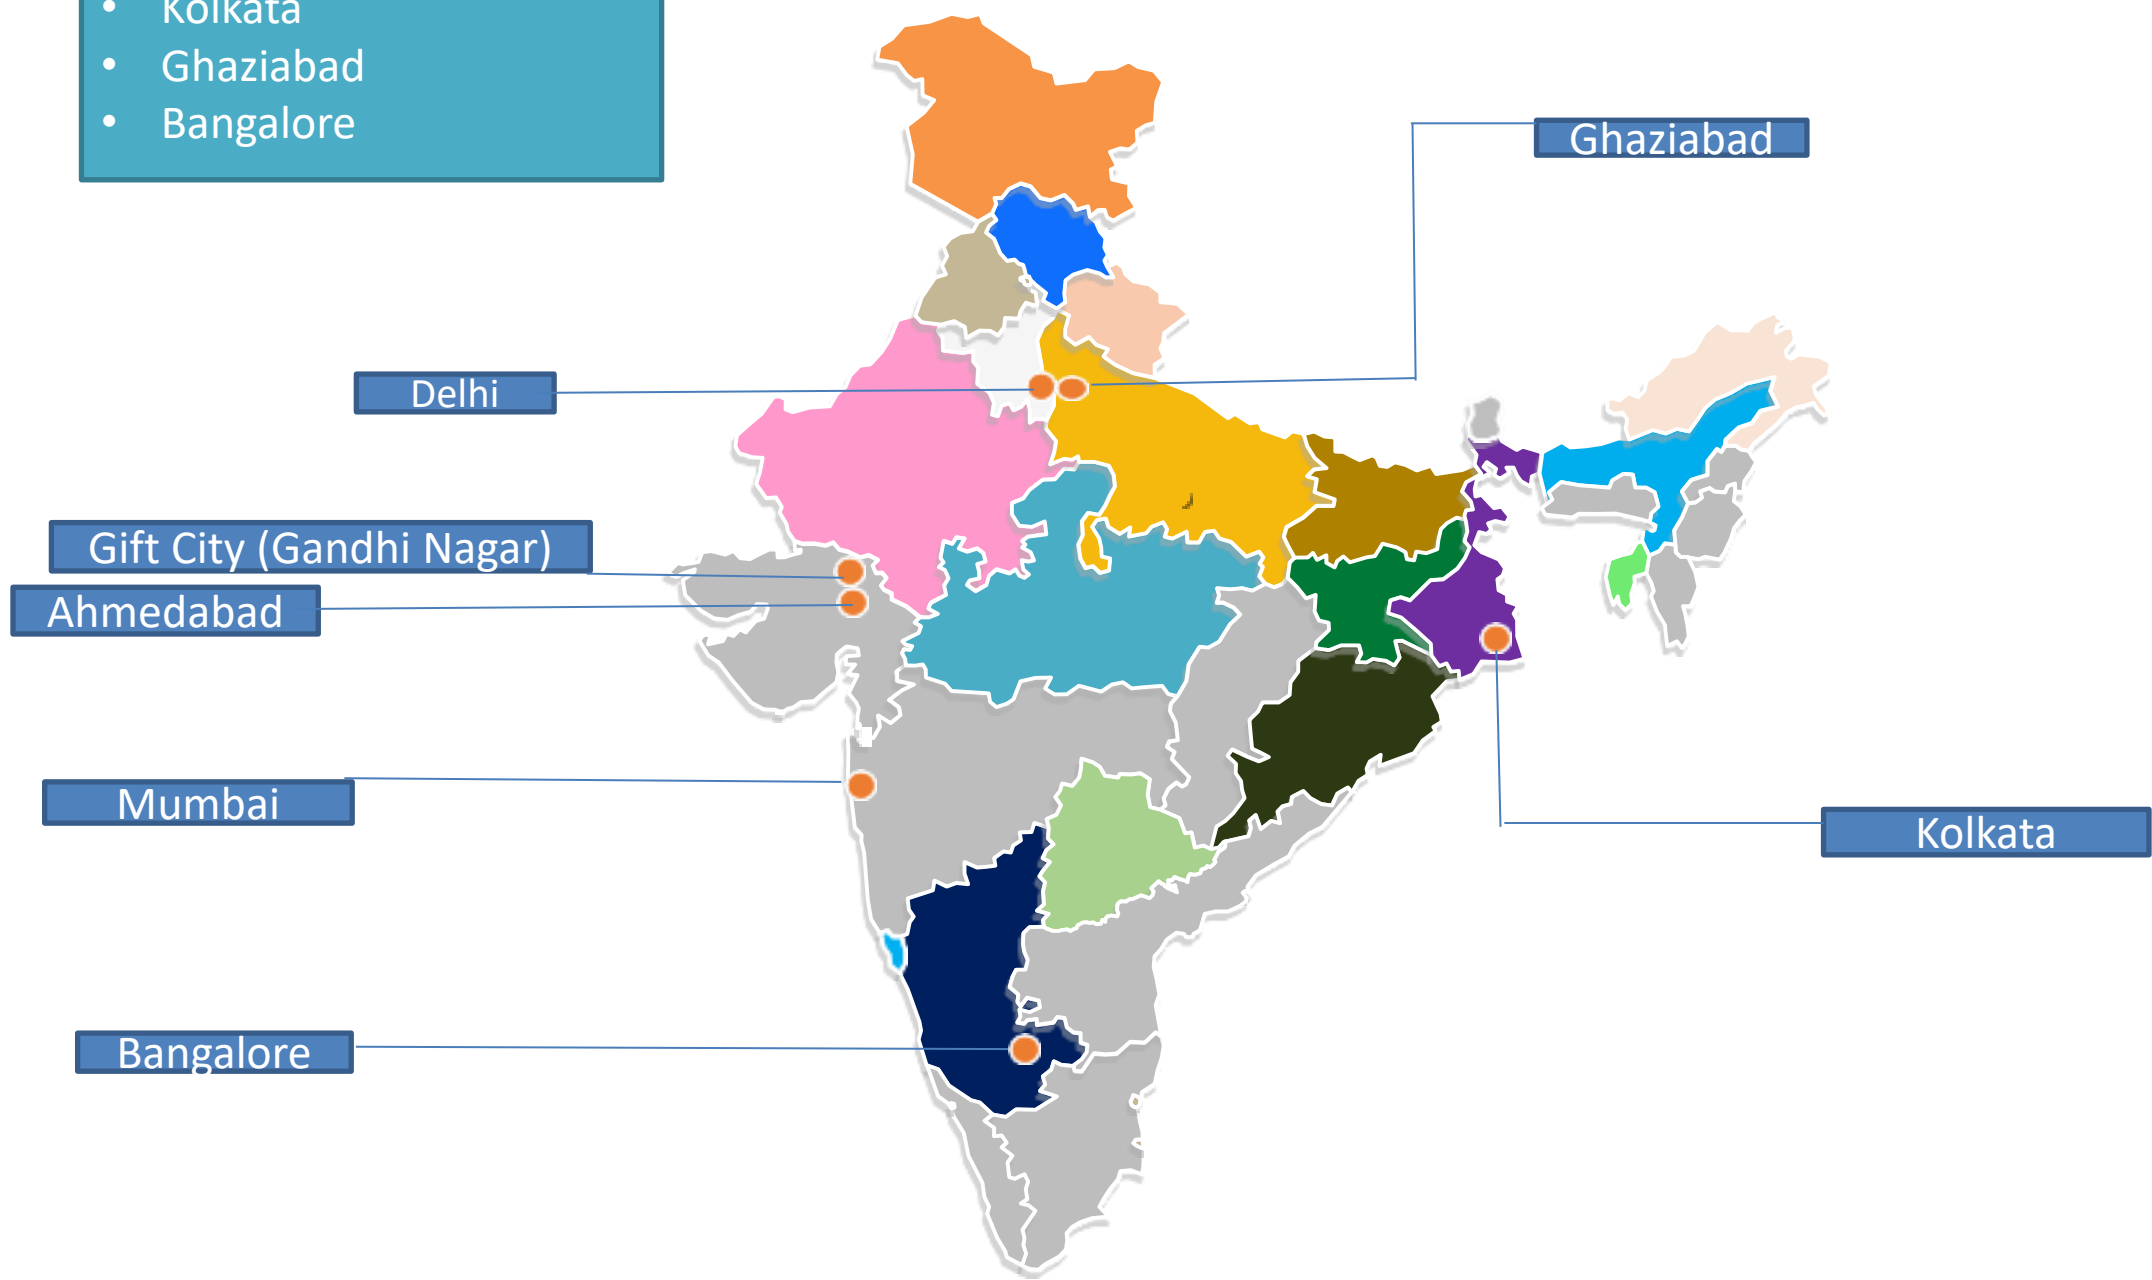 • Kolkata
• Ghaziabad
• Bangalore
Ghaziabad
Delhi
Gift City (Gandhi Nagar)
Ahmedabad
Mumbai
Kolkata
Bangalore